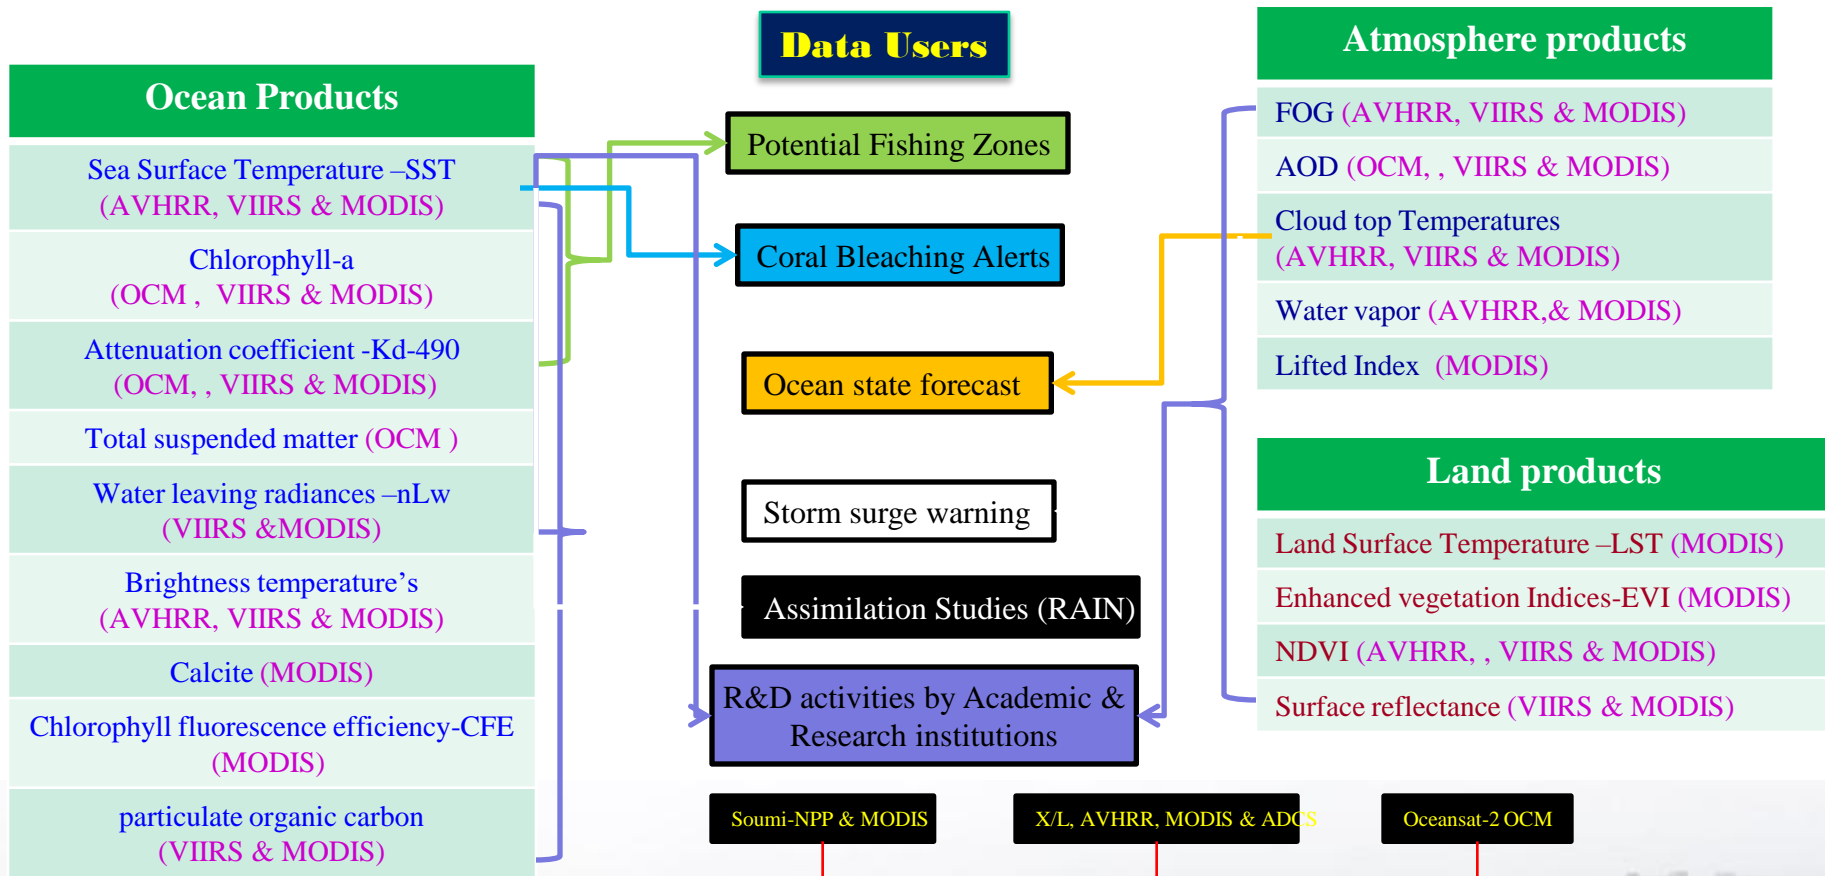 Data Users
Ocean Products
Sea Surface Temperature –SST
(AVHRR, VIIRS & MODIS)
Chlorophyll-a
(OCM , VIIRS & MODIS)
Attenuation coefficient -Kd-490
(OCM, , VIIRS & MODIS)
Total suspended matter (OCM )
Water leaving radiances –nLw
(VIIRS &MODIS)
Brightness temperature’s
(AVHRR, VIIRS & MODIS)
Calcite (MODIS)
Chlorophyll fluorescence efficiency-CFE
(MODIS)
particulate organic carbon
(VIIRS & MODIS)
Potential Fishing Zones
Coral Bleaching Alerts
Ocean state forecast
Storm surge warning
Assimilation Studies (RAIN)
R&D activities by Academic &
Research institutions
Atmosphere products
FOG (AVHRR, VIIRS & MODIS)
AOD (OCM, , VIIRS & MODIS)
Cloud top Temperatures
(AVHRR, VIIRS & MODIS)
Water vapor (AVHRR,& MODIS)
Lifted Index (MODIS)
Land products
Land Surface Temperature –LST (MODIS)
Enhanced vegetation Indices-EVI (MODIS)
NDVI (AVHRR, , VIIRS & MODIS)
Surface reflectance (VIIRS & MODIS)
Soumi-NPP & MODIS
X/L, AVHRR, MODIS & ADCS
Oceansat-2 OCM